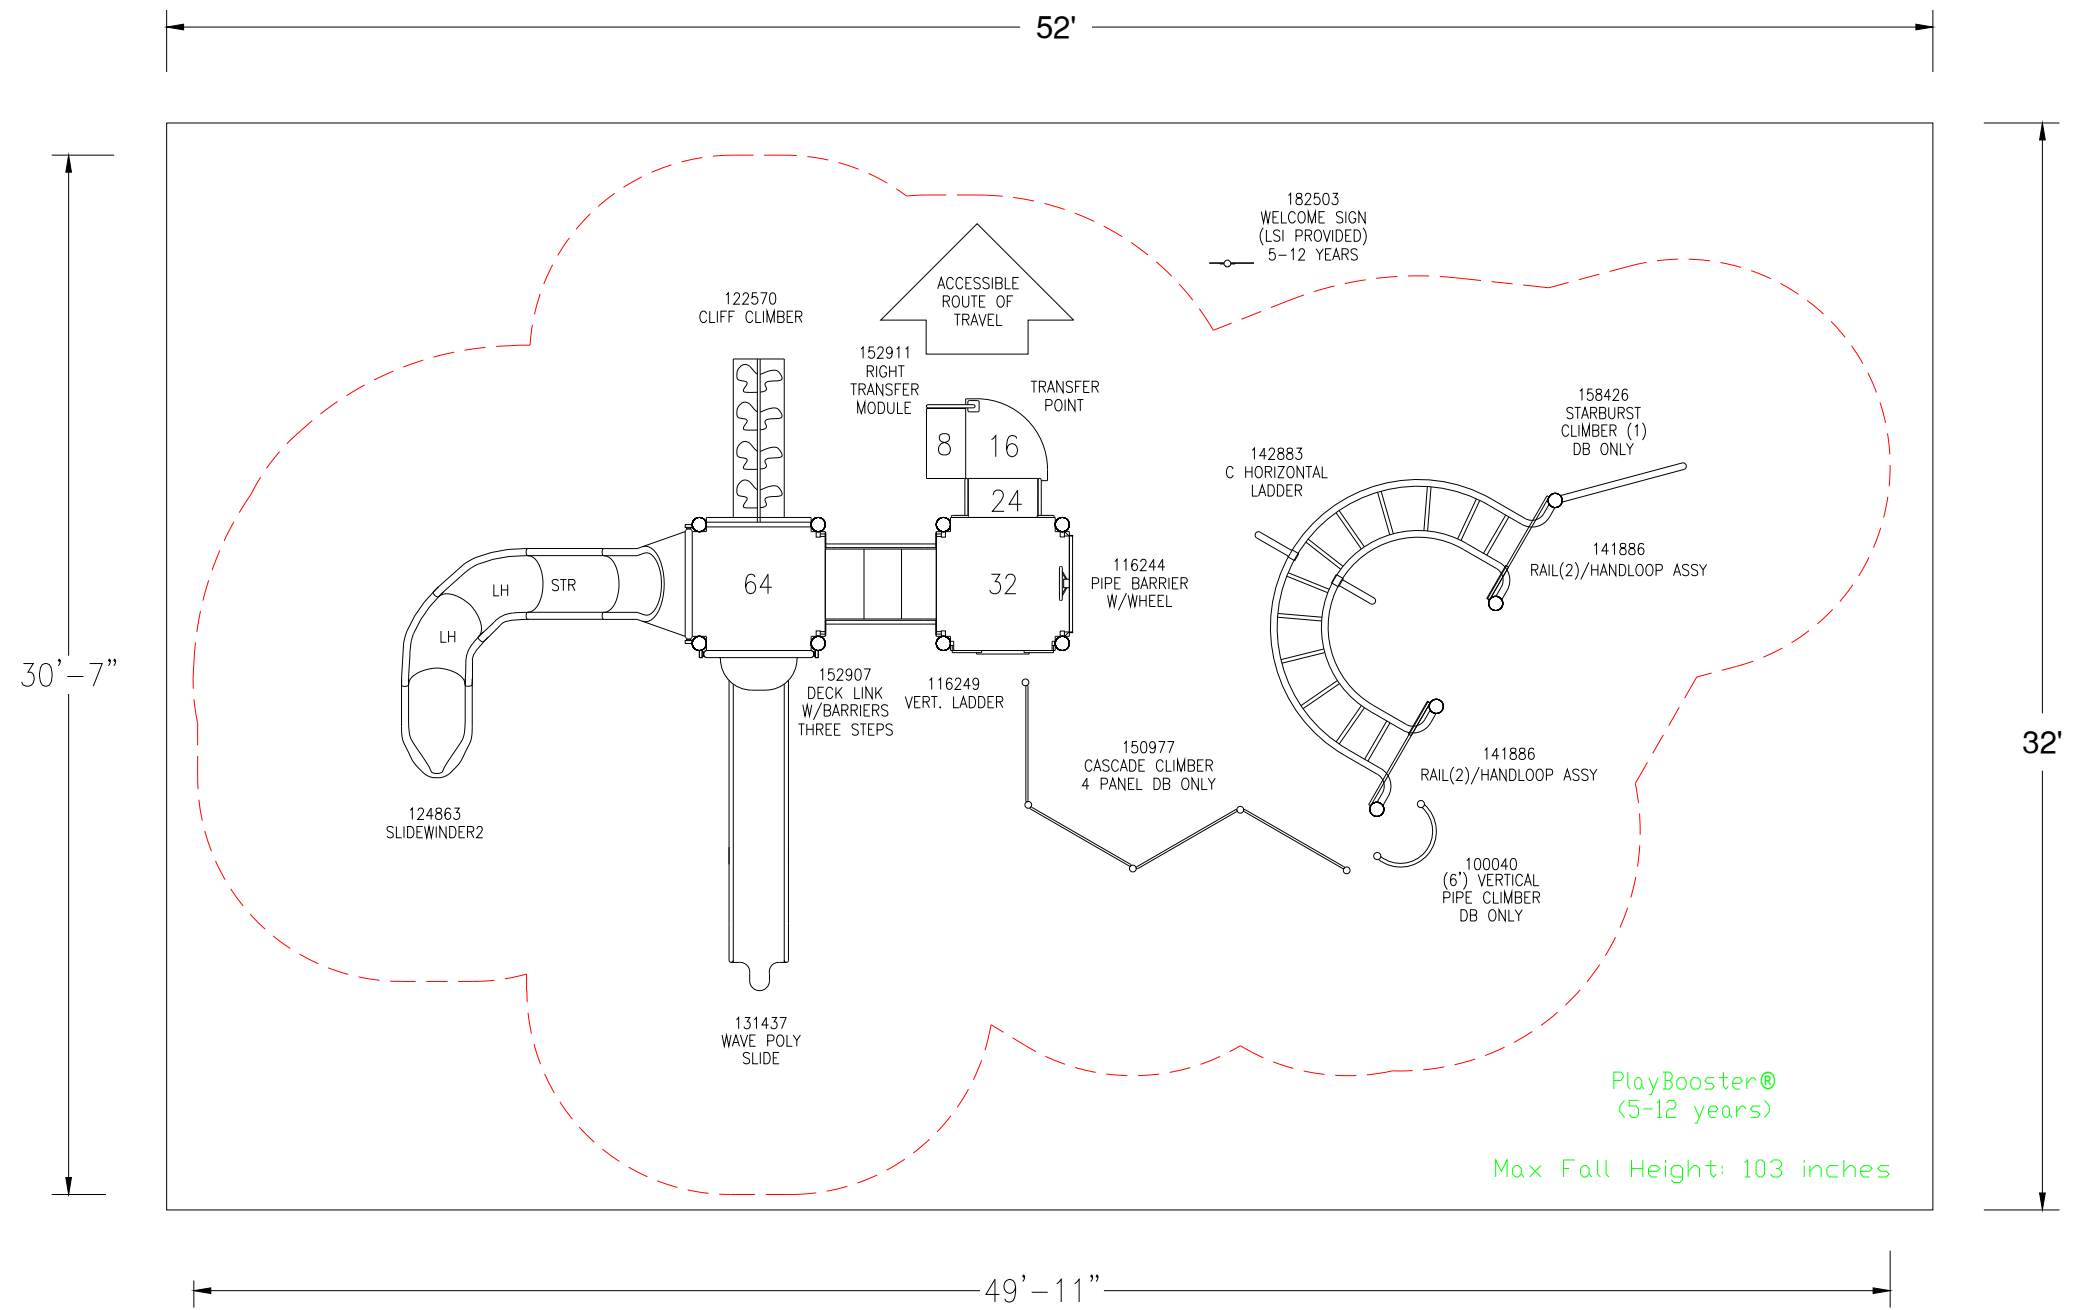 52'
182503
WELCOME SIGN
(LSI PROVIDED)
5-12 YEARS
ACCESSIBLE
ROUTE OF
TRAVEL
122570
CLIFF CLIMBER
152911
RIGHT
TRANSFER
MODULE
TRANSFER
POINT
158426
STARBURST
CLIMBER (1)
DB ONLY
8
16
142883
C HORIZONTAL
LADDER
24
141886
RAIL(2)/HANDLOOP ASSY
116244
PIPE BARRIER
W/WHEEL
64
32
STR
LH
LH
30'-7"
152907
DECK LINK
W/BARRIERS
THREE STEPS
116249
VERT. LADDER
32'
150977
CASCADE CLIMBER
4 PANEL DB ONLY
141886
RAIL(2)/HANDLOOP ASSY
124863
SLIDEWINDER2
100040
(6') VERTICAL
PIPE CLIMBER
DB ONLY
131437
WAVE POLY
SLIDE
PlayBooster®
(5-12 years)
Max Fall Height: 103 inches
49'-11"